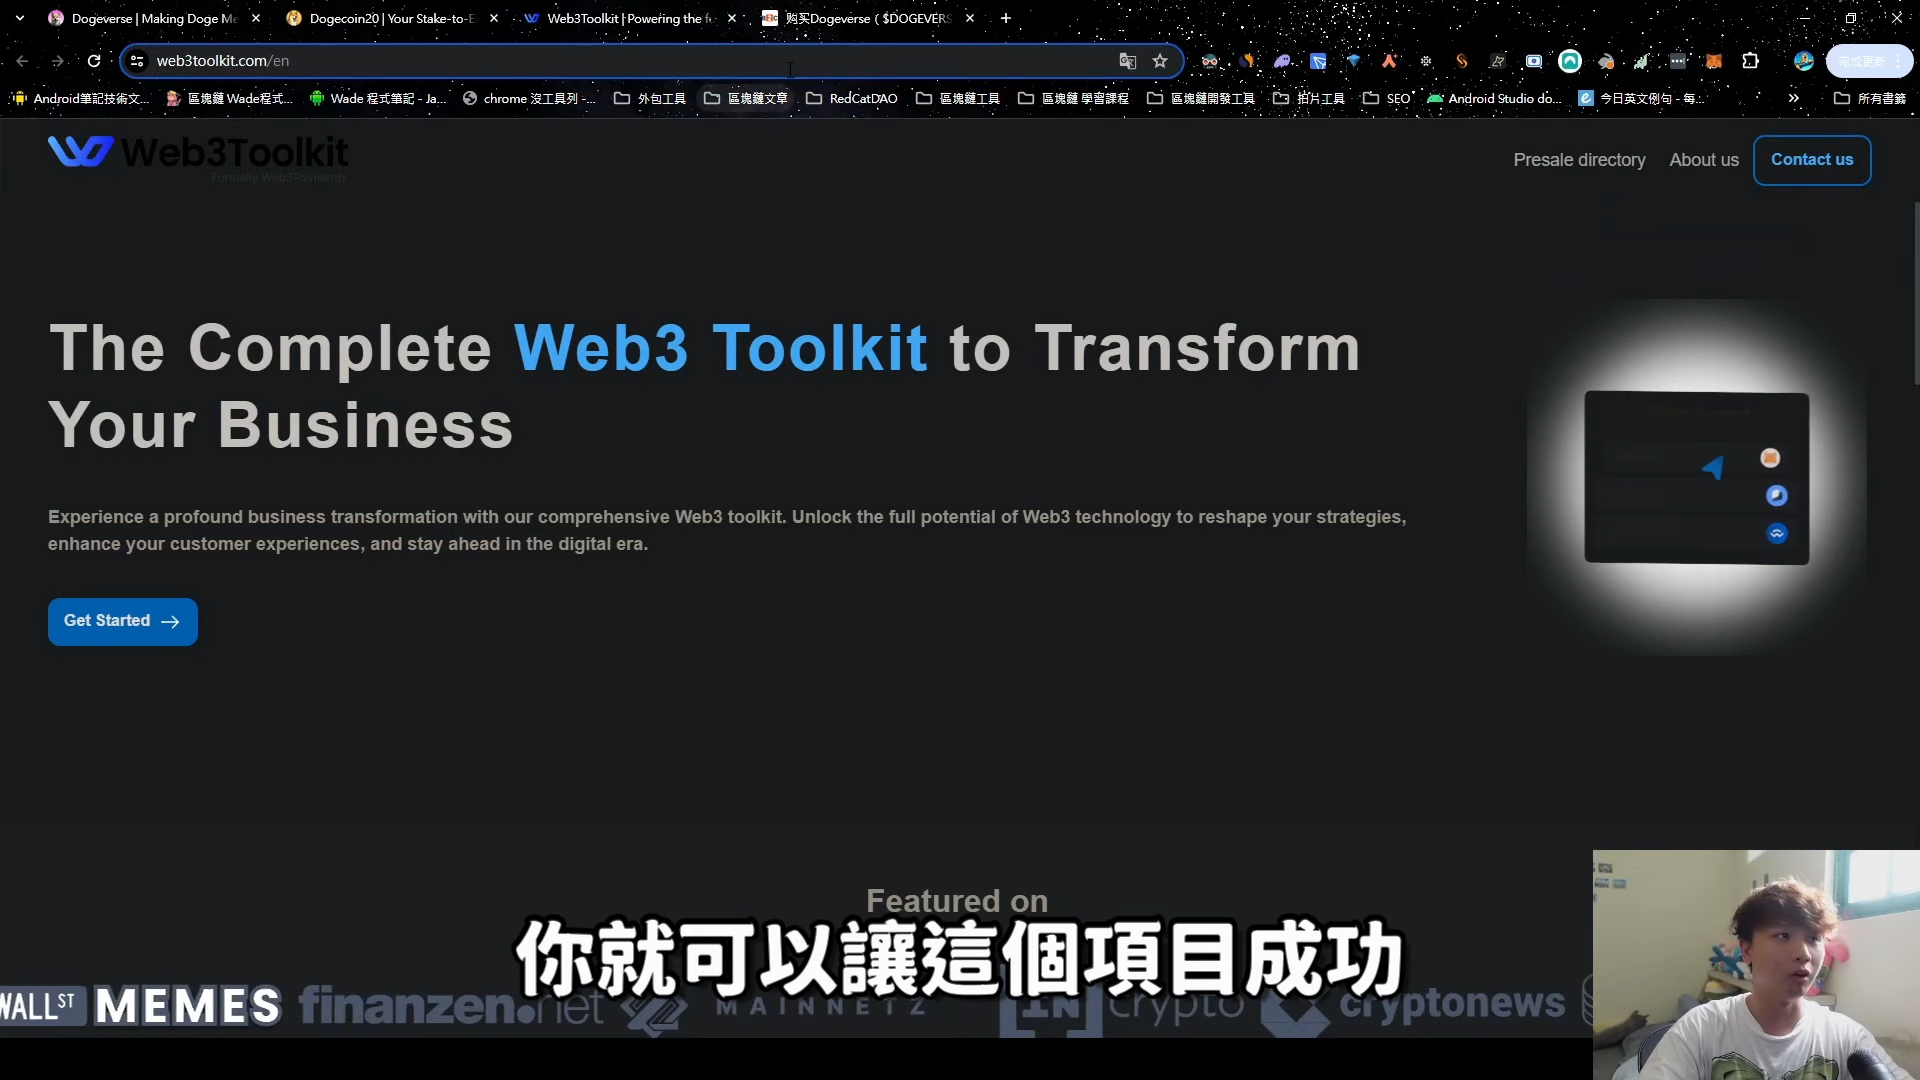 Dogeverse | Making Doge Me
Dogecoin20 | Your Stake-to-E
Web3Toolkit | Powering the f
购买Dogeverse ( $DOGEVERS
web3toolkit.com/en
完成更新
Android筆記技術文...
區塊鏈 Wade程式...
Wade 程式筆記 - Ja...
chrome 沒工具列 -...
外包工具
區塊鏈文章
RedCatDAO
區塊鏈工具
區塊鏈 學習課程
區塊鏈開發工具
拍片工具
SEO
Android Studio do...
今日英文例句 - 每...
所有書籤
Web3Toolkit
Formally Web3Payments
Presale directory
About us
Contact us
The Complete Web3 Toolkit to Transform
Your Business
Experience a profound business transformation with our comprehensive Web3 toolkit. Unlock the full potential of Web3 technology to reshape your strategies,
enhance your customer experiences, and stay ahead in the digital era.
Get Started
Featured on
你就可以讓這個項目成功
WALL ST MEMES
finanzen.net
MAINNETZ
crypto
cryptonews